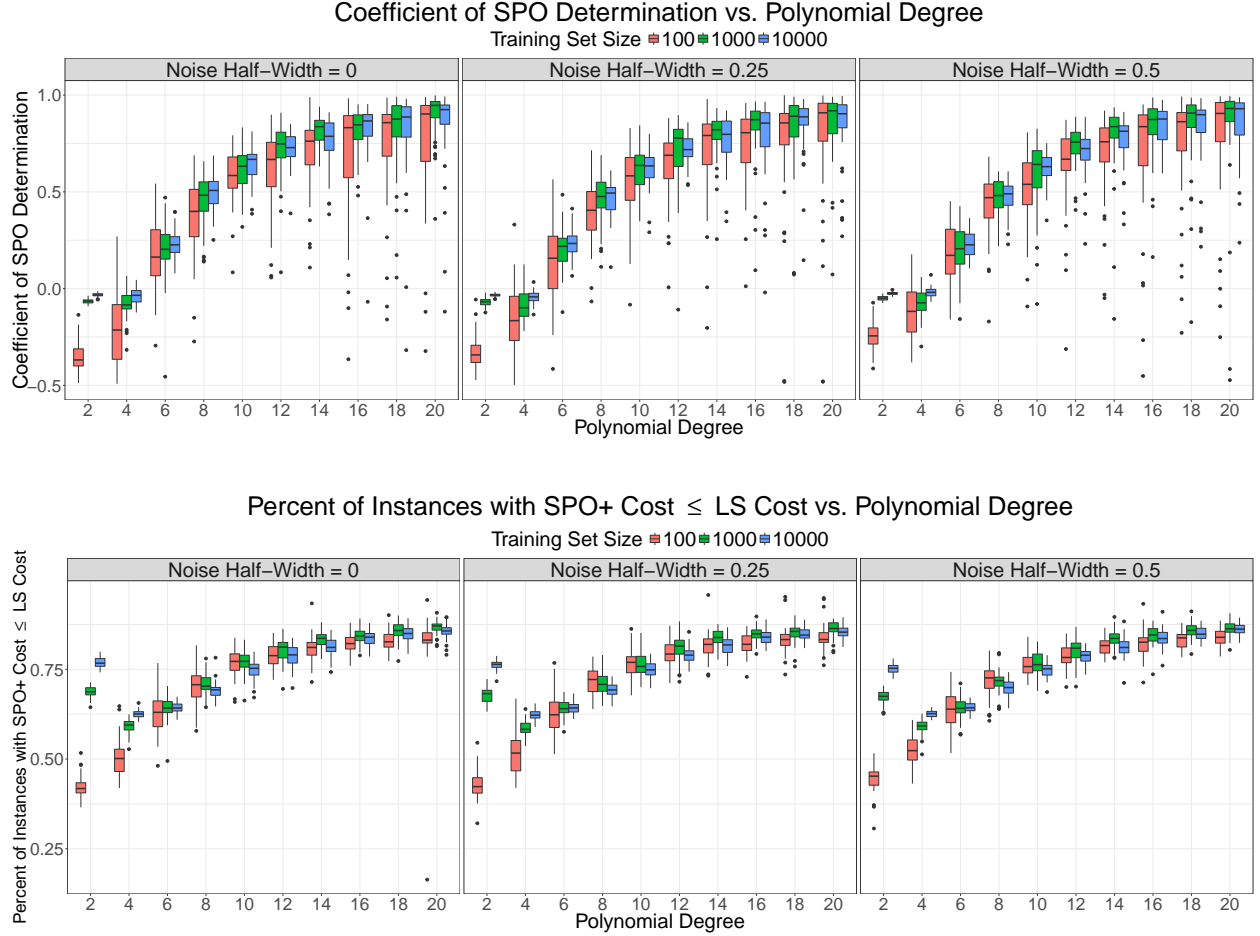 Coefficient of SPO Determination vs. Polynomial Degree
Training Set Size 100 1000 10000
Noise Half−Width = 0 Noise Half−Width = 0.25 Noise Half−Width = 0.5
Coefficient of SPO Determination
1.0
0.5
0.0
−0.5
2 4 6 8 10 12 14 16 18 20 2 4 6 8 10 12 14 16 18 20 2 4 6 8 10 12 14 16 18 20
Polynomial Degree
Percent of Instances with SPO+ Cost ≤ LS Cost vs. Polynomial Degree
Training Set Size 100 1000 10000
Noise Half−Width = 0 Noise Half−Width = 0.25 Noise Half−Width = 0.5
Percent of Instances with SPO+ Cost ≤ LS Cost
0.75
0.50
0.25
2 4 6 8 10 12 14 16 18 20 2 4 6 8 10 12 14 16 18 20 2 4 6 8 10 12 14 16 18 20
Polynomial Degree